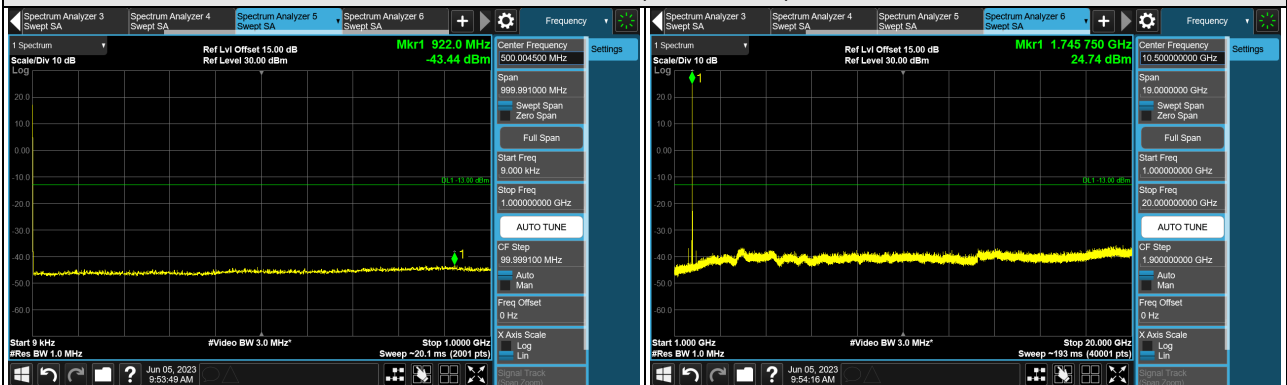 Spectrum Analyzer 3
Swept SA
Spectrum Analyzer 4
Swept SA
Spectrum Analyzer 5
Swept SA
Spectrum Analyzer 6
Swept SA
Frequency
1 Spectrum
Scale/Div 10 dB
Log
Ref Lvl Offset 15.00 dB
Ref Level 30.00 dBm
Mkr1 922.0 MHz
-43.44 dBm
20.0
10.0
0.00
-10.0
-20.0
-30.0
-40.0
-50.0
-60.0
DL1 -13.00 dBm
1
Start 9 kHz
#Res BW 1.0 MHz
#Video BW 3.0 MHz*
Stop 1.0000 GHz
Sweep ~20.1 ms (2001 pts)
Center Frequency
500.004500 MHz
Settings
Span
999.991000 MHz
Swept Span
Zero Span
Full Span
Start Freq
9.000 kHz
Stop Freq
1.000000000 GHz
AUTO TUNE
CF Step
99.999100 MHz
Auto
Man
Freq Offset
0 Hz
X Axis Scale
Log
Lin
Signal Track
(Span Zoom)
?
Jun 05, 2023
9:53:49 AM
Spectrum Analyzer 3
Swept SA
Spectrum Analyzer 4
Swept SA
Spectrum Analyzer 5
Swept SA
Spectrum Analyzer 6
Swept SA
Frequency
1 Spectrum
Scale/Div 10 dB
Log
Ref Lvl Offset 15.00 dB
Ref Level 30.00 dBm
Mkr1 1.745 750 GHz
24.74 dBm
1
20.0
10.0
0.00
-10.0
-20.0
-30.0
-40.0
-50.0
-60.0
DL1 -13.00 dBm
Start 1.000 GHz
#Res BW 1.0 MHz
#Video BW 3.0 MHz*
Stop 20.000 GHz
Sweep ~193 ms (40001 pts)
Center Frequency
10.500000000 GHz
Settings
Span
19.0000000 GHz
Swept Span
Zero Span
Full Span
Start Freq
1.000000000 GHz
Stop Freq
20.000000000 GHz
AUTO TUNE
CF Step
1.900000000 GHz
Auto
Man
Freq Offset
0 Hz
X Axis Scale
Log
Lin
Signal Track
(Span Zoom)
?
Jun 05, 2023
9:54:16 AM